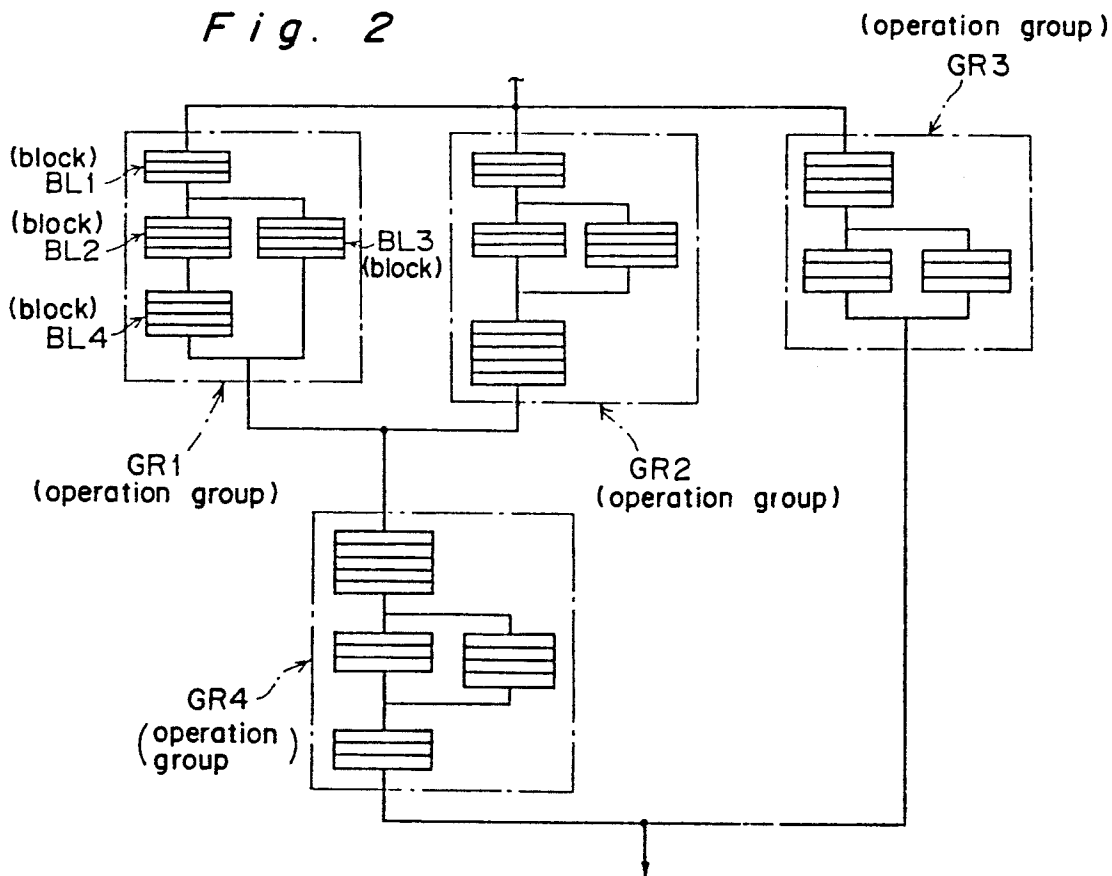 Fig. 2
(operation group)
GR3
(block)
BL1
(block)
BL2
BL3
(block)
(block)
BL4
GR1
(operation group)
GR2
(operation group)
GR4
(operation
group)